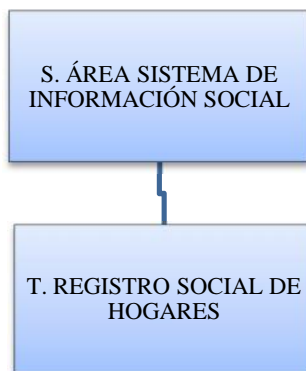 S. ÁREA SISTEMA DE
INFORMACIÓN SOCIAL
T. REGISTRO SOCIAL DE
HOGARES